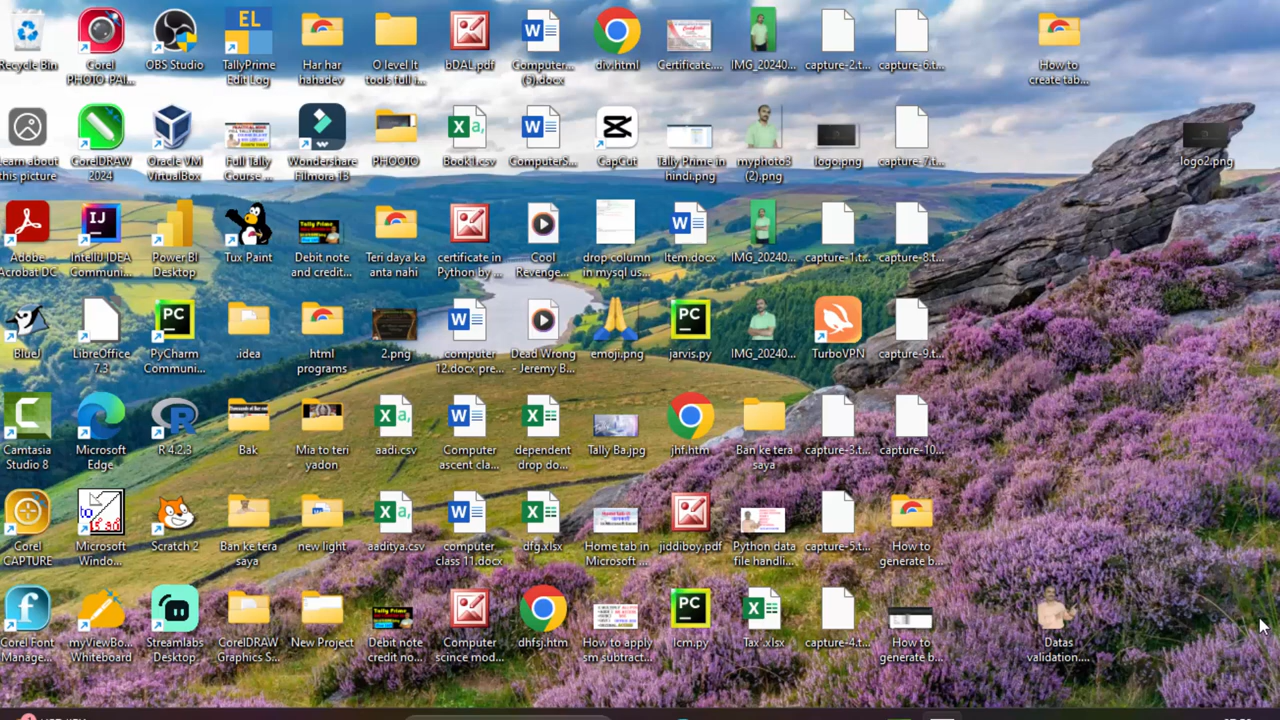 Recycle Bin
Corel
PHOTO-PAI...
OBS Studio
TallyPrime
Edit Log
Har har
hahadev
O level It
tools full i...
bDAL.pdf
Computer...
(5).docx
div.html
Certificate....
IMG_20240...
capture-2.t...
capture-6.t...
How to
create tab...
Learn about
this picture
CorelDRAW
2024
Oracle VM
VirtualBox
Full Tally
Course ...
Wondershare
Filmora 13
PHOOTO
Book1.csv
ComputerS...
CapCut
Tally Prime in
hindi.png
myphoto3
(2).png
logo.png
capture-7.t...
logo2.png
Adobe
Acrobat DC
IntelliJ IDEA
Communi...
Power BI
Desktop
Tux Paint
Debit note
and credit...
Teri daya ka
anta nahi
certificate in
Python by ...
Cool
Revenge...
drop column
in mysql us...
Item.docx
IMG_20240...
capture-1.t...
capture-8.t...
BlueJ
LibreOffice
7.3
PyCharm
Communi...
.idea
html
programs
2.png
computer
12.docx pre...
Dead Wrong
- Jeremy B...
emoji.png
jarvis.py
IMG_20240...
TurboVPN
capture-9.t...
Camtasia
Studio 8
Microsoft
Edge
R 4.2.3
Bak
Mia to teri
yadon
aadi.csv
Computer
ascent cla...
dependent
drop do...
Tally Ba.jpg
jhf.htm
Ban ke tera
saya
capture-3.t...
capture-10...
Corel
CAPTURE
Microsoft
Windo...
Scratch 2
Ban ke tera
saya
new light
aaditya.csv
computer
class 11.docx
dfg.xlsx
Home tab in
Microsoft ...
jiddiboy.pdf
Python data
file handli...
capture-5.t...
How to
generate b...
Corel Font
Manage...
myViewBo...
Whiteboard
Streamlabs
Desktop
CorelDRAW
Graphics S...
New Project
Debit note
credit no...
Computer
scince mod...
dhfsj.htm
How to apply
sm subtract...
lcm.py
Tax'.xlsx
capture-4.t...
How to
generate b...
Datas
validation....